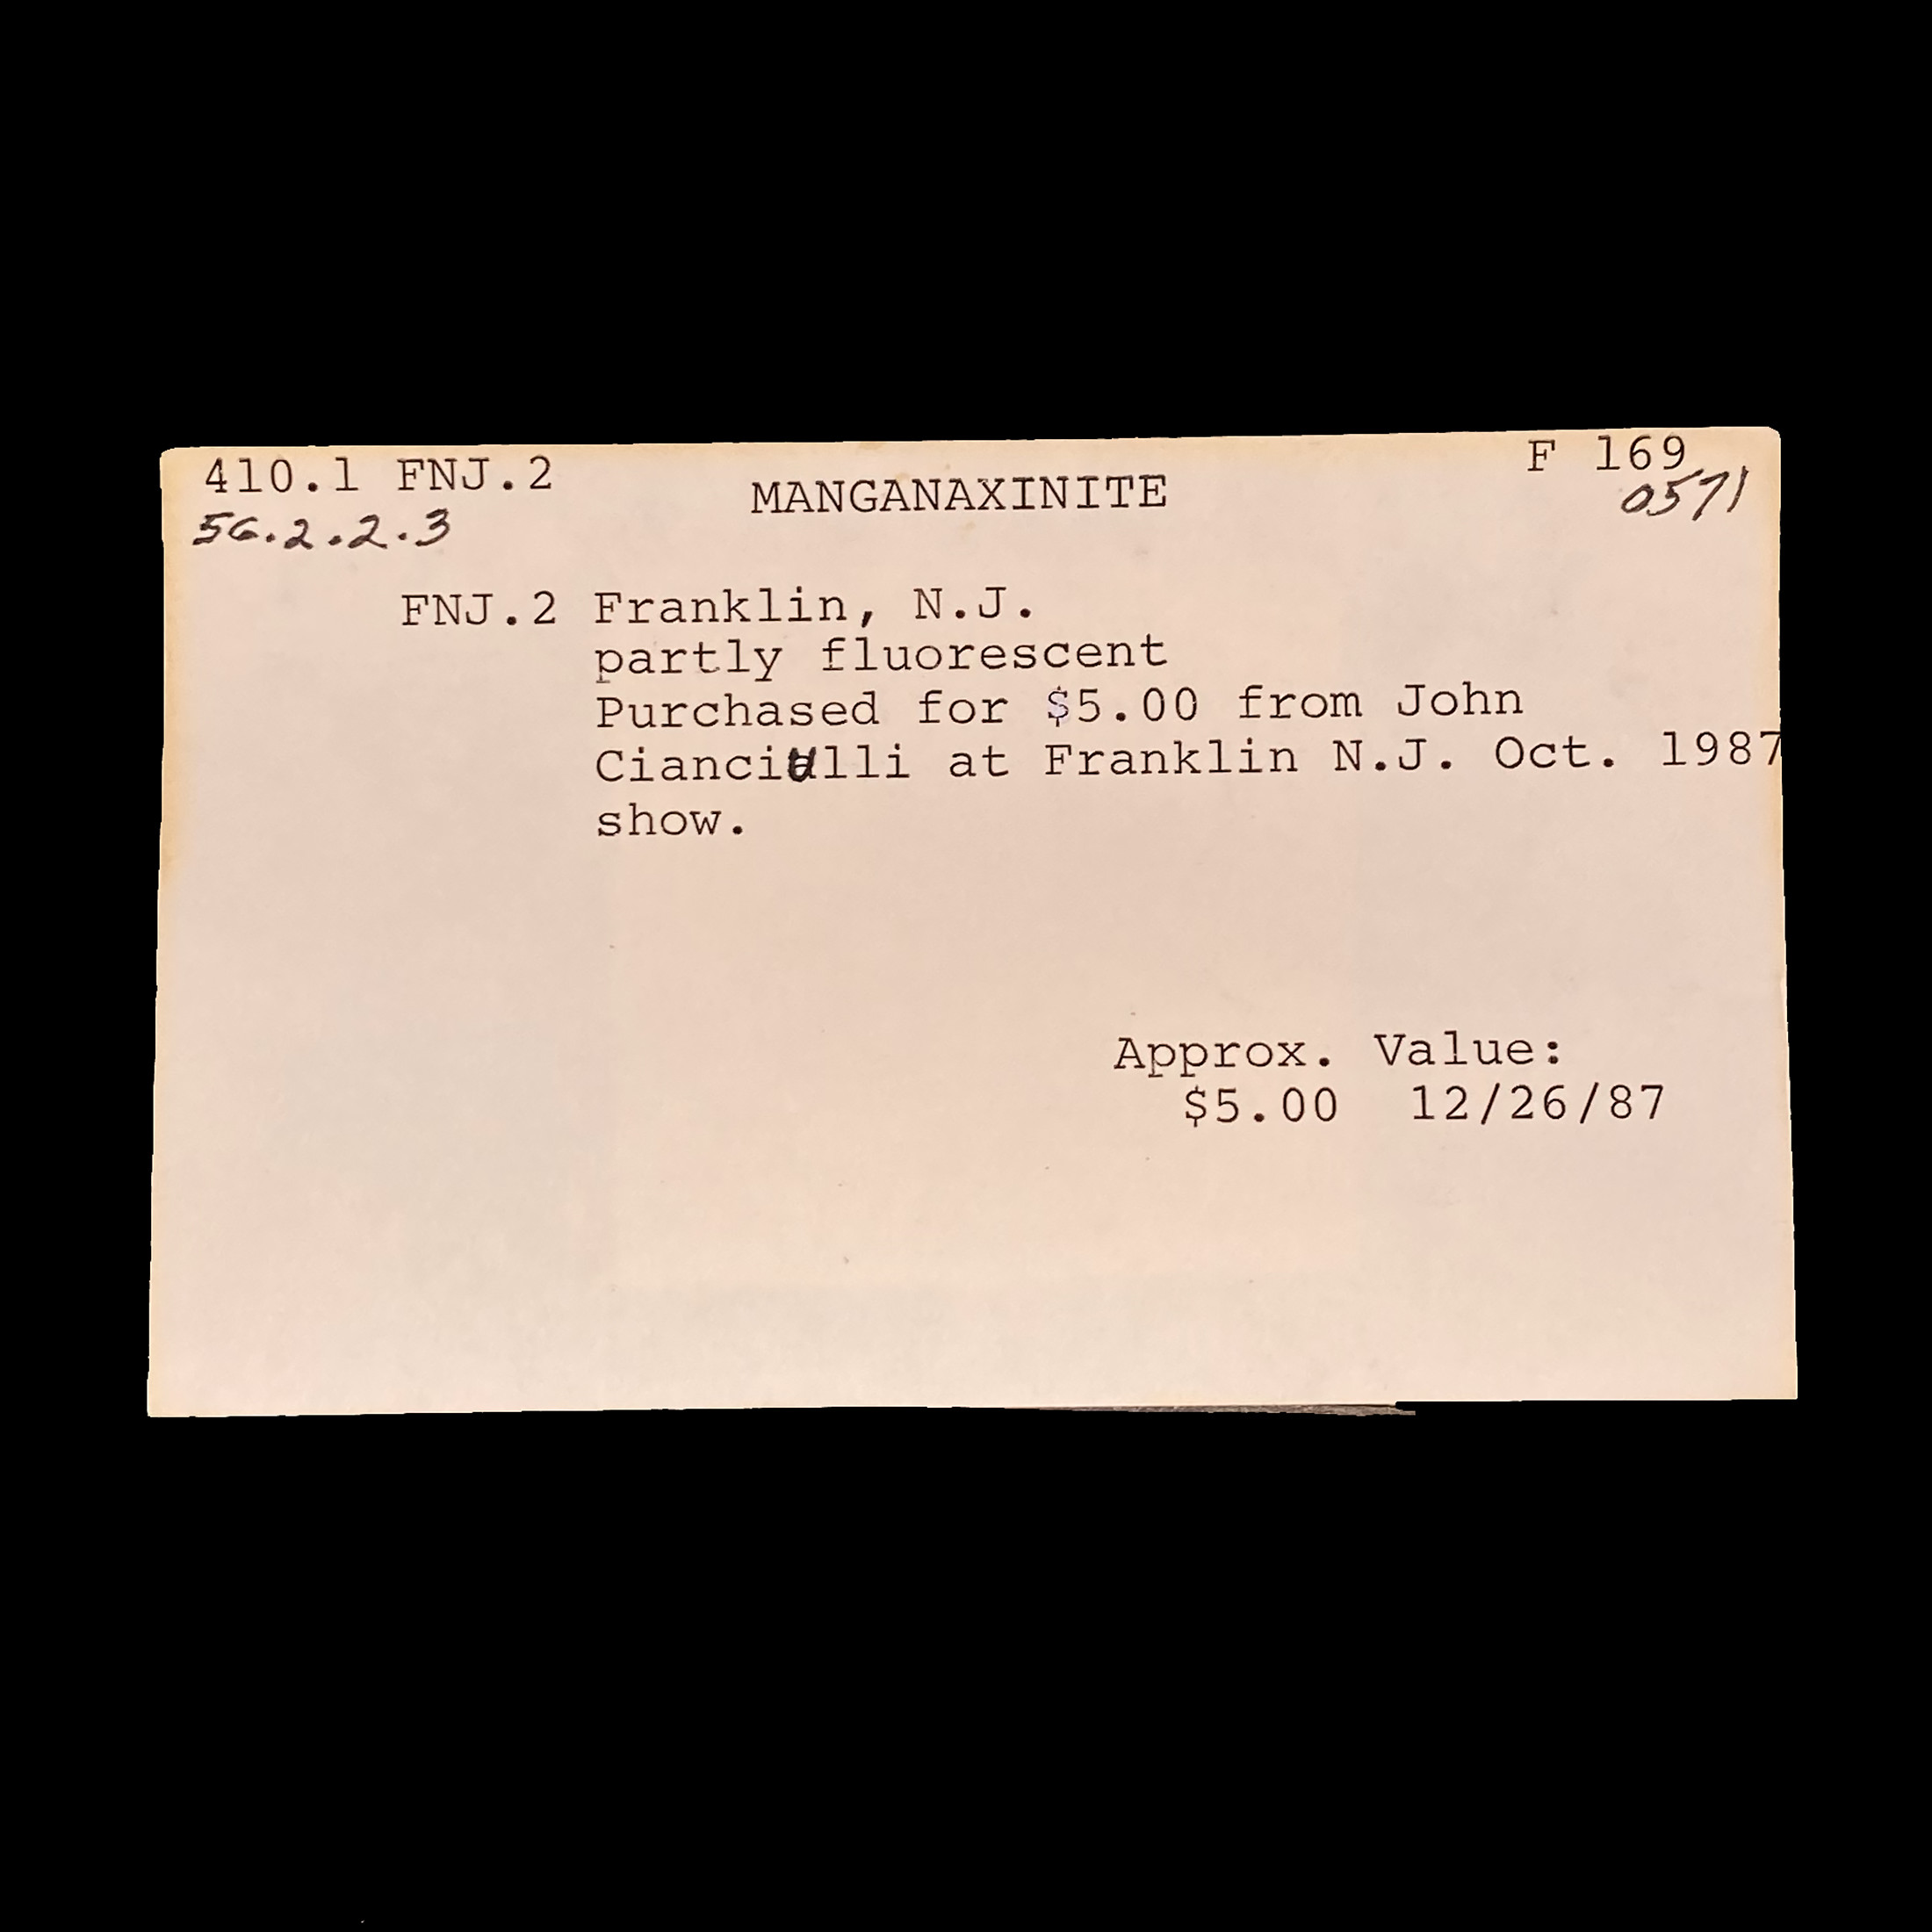 410.1 FNJ.2
F 169
56.2.2.3
MANGANAXINITE
0571
FNJ.2 Franklin, N.J.
partly fluorescent
Purchased for $5.00 from John
Cianciulli at Franklin N.J. Oct. 1987
show.
Approx. Value:
$5.00 12/26/87